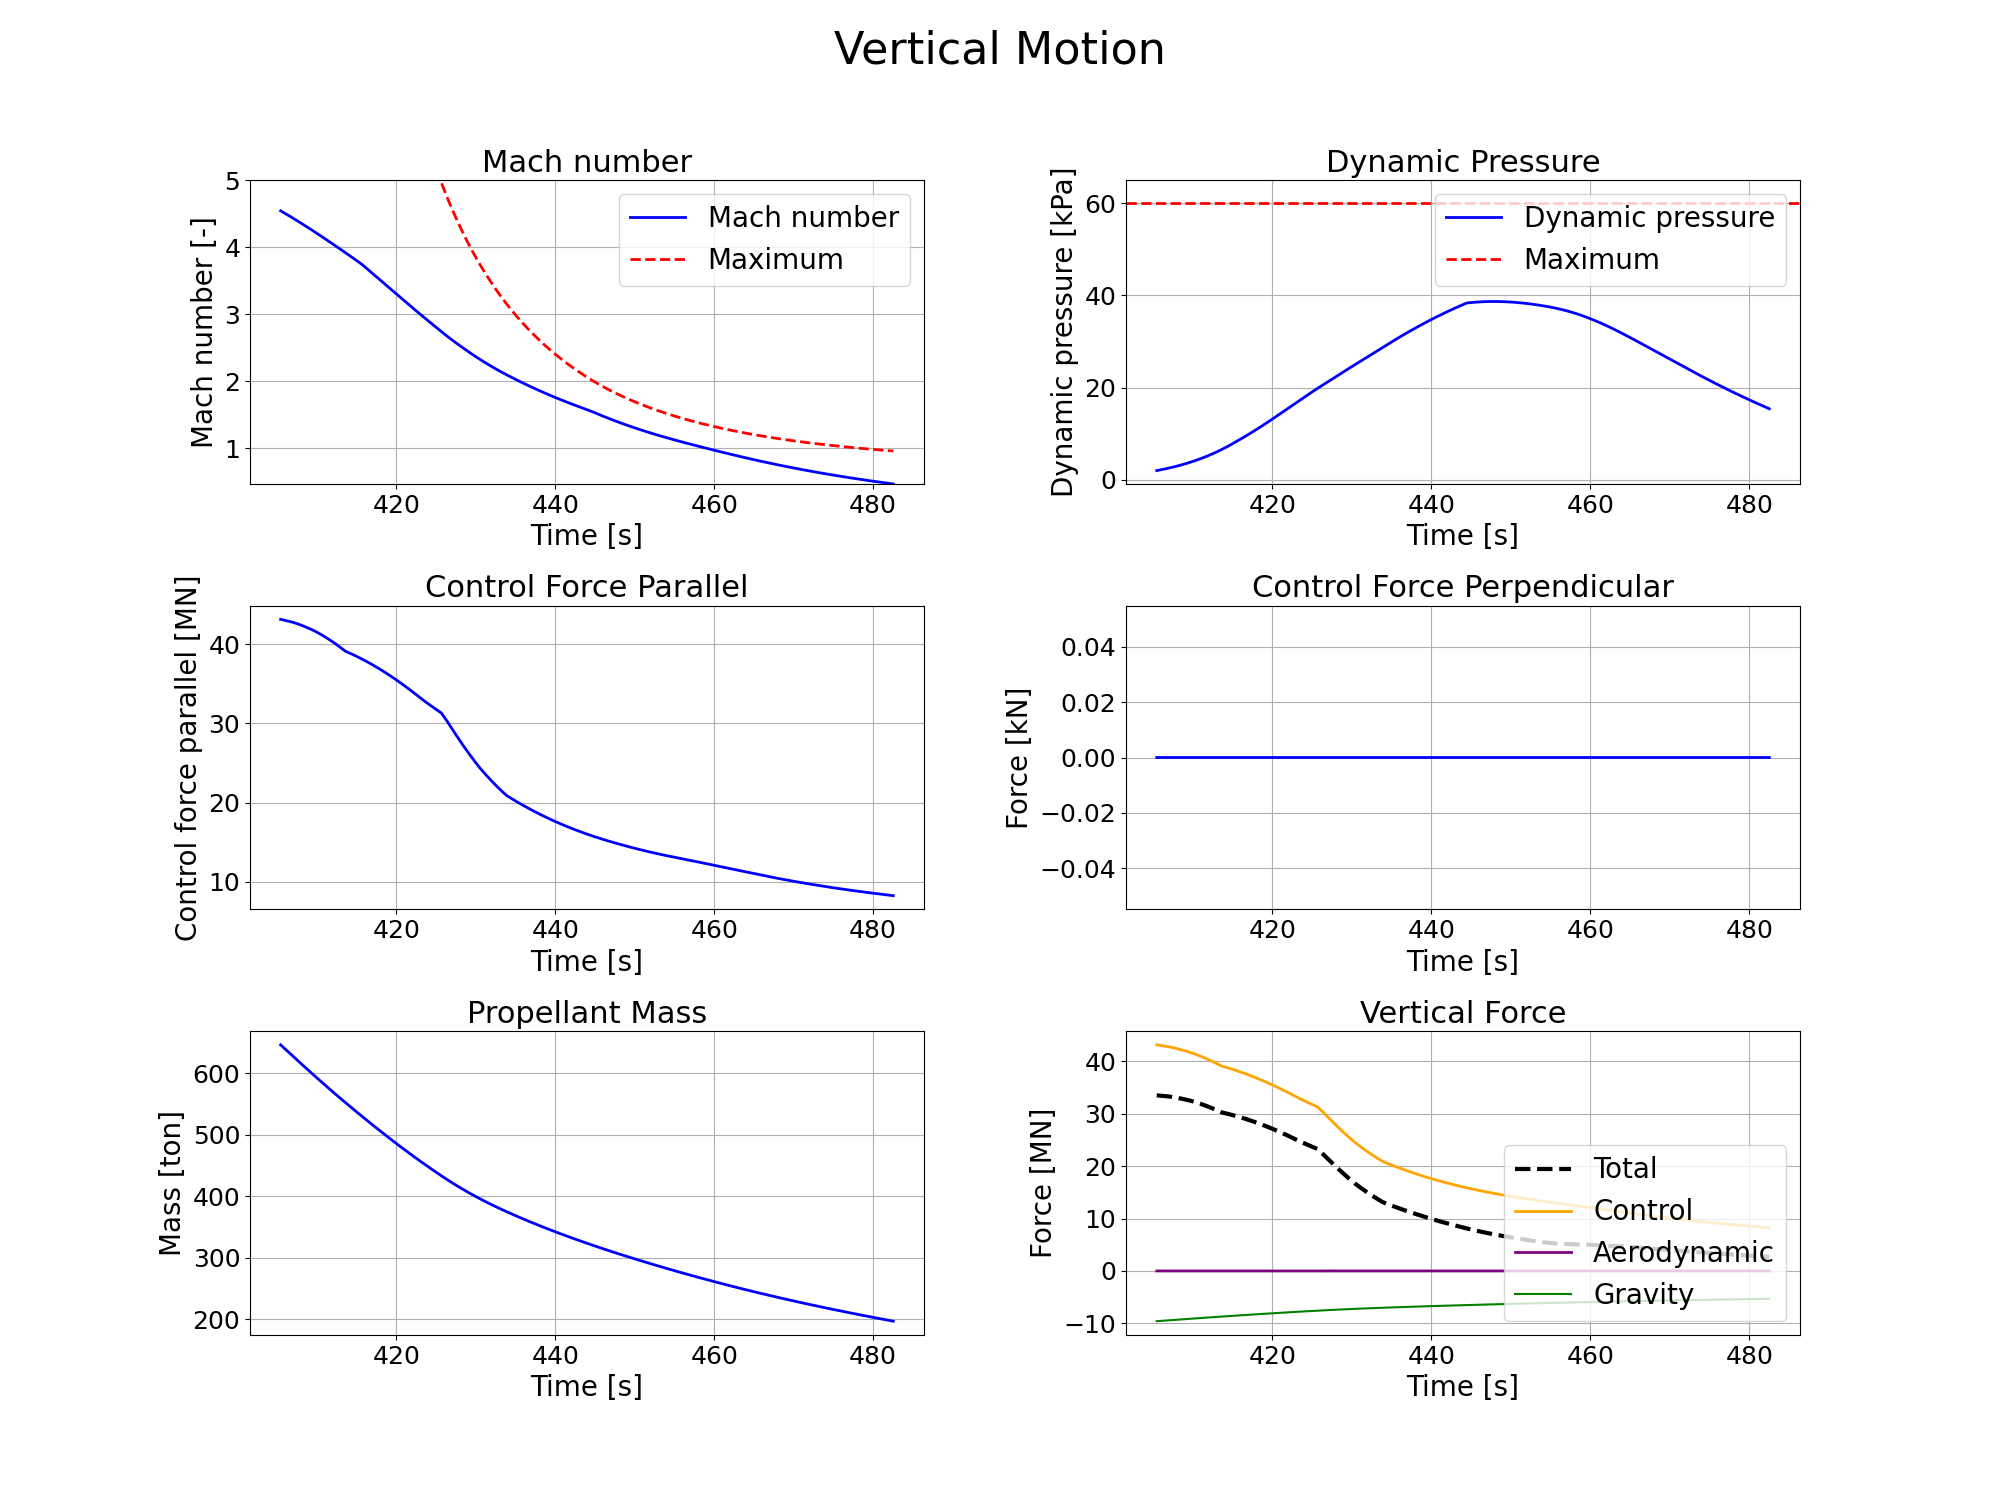 Vertical Motion
Mach number
Mach number [-]
5
4
3
2
1
Mach number
Maximum
420 440 460 480
Time [s]
Dynamic Pressure
Dynamic pressure [kPa]
60
40
20
0
Dynamic pressure
Maximum
420 440 460 480
Time [s]
Control Force Parallel
Control force parallel [MN]
40
30
20
10
420 440 460 480
Time [s]
Control Force Perpendicular
Force [kN]
0.04
0.02
0.00
−0.02
−0.04
420 440 460 480
Time [s]
Propellant Mass
Mass [ton]
600
500
400
300
200
420 440 460 480
Time [s]
Vertical Force
Force [MN]
40
30
20
10
0
−10
Total
Control
Aerodynamic
Gravity
420 440 460 480
Time [s]